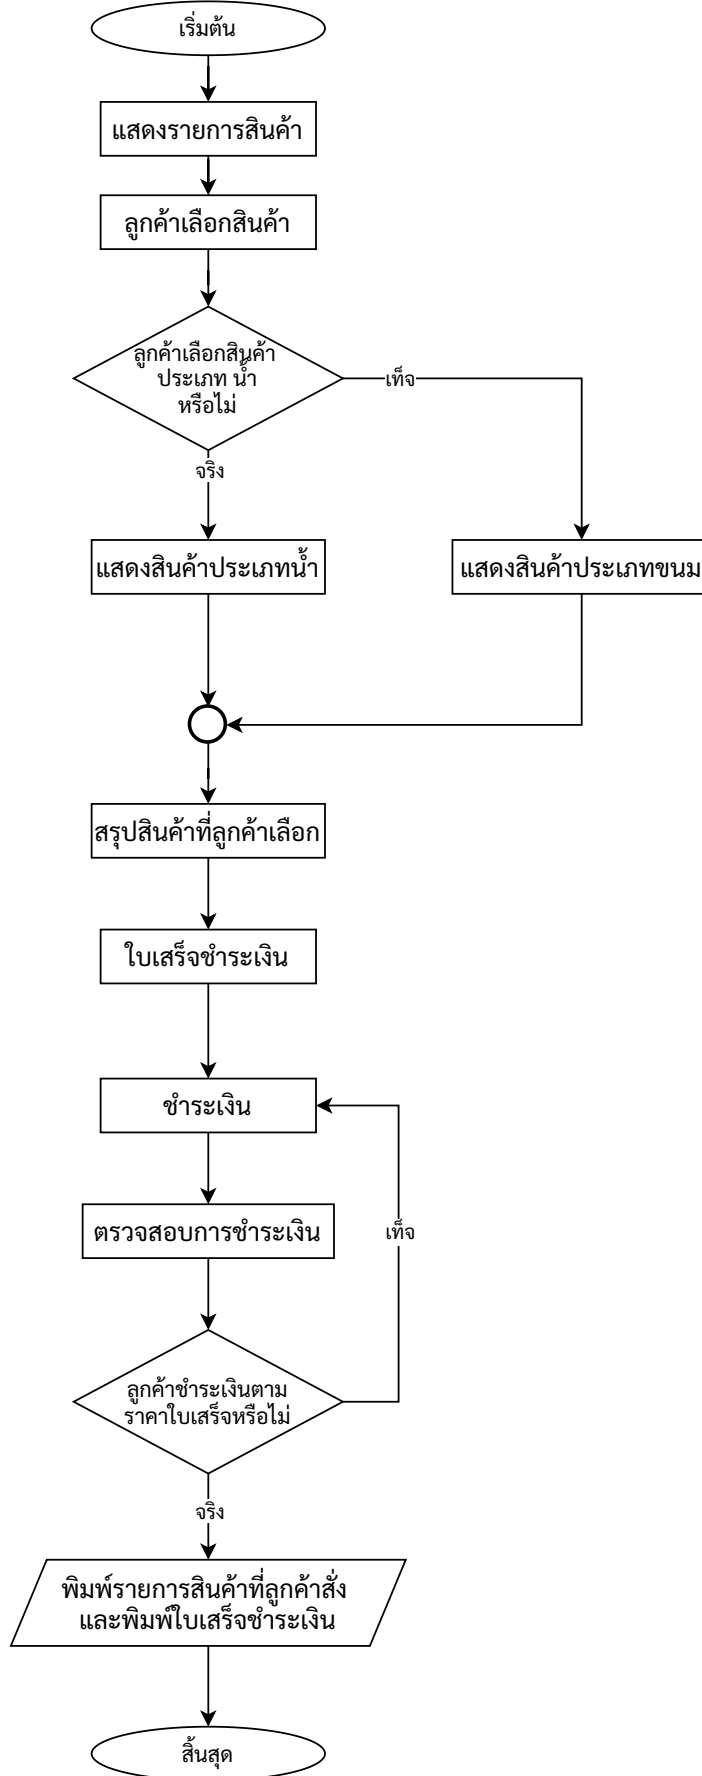 เริ่มต้น
แสดงรายการสินค้า
ลูกค้าเลือกสินค้า
ลูกค้าเลือกสินค้า
ประเภท น้ำ
หรือไม่
เท็จ
จริง
แสดงสินค้าประเภทน้ำ
แสดงสินค้าประเภทขนม
สรุปสินค้าที่ลูกค้าเลือก
ใบเสร็จชำระเงิน
ชำระเงิน
ตรวจสอบการชำระเงิน
เท็จ
ลูกค้าชำระเงินตาม
ราคาใบเสร็จหรือไม่
จริง
พิมพ์รายการสินค้าที่ลูกค้าสั่ง
และพิมพ์ใบเสร็จชำระเงิน
สิ้นสุด